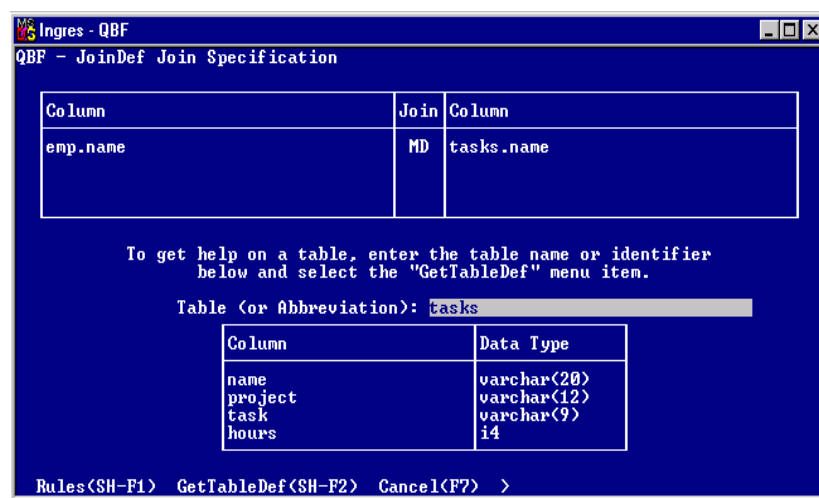 Ingres - QBF
QBF - JoinDef Join Specification
Column Join Column
emp.name MD tasks.name
To get help on a table, enter the table name or identifier
below and select the "GetTableDef" menu item.
Table (or Abbreviation): tasks
Column Data Type
name varchar(20)
project varchar(12)
task varchar(9)
hours i4
Rules(SH-F1) GetTableDef(SH-F2) Cancel(F7) >